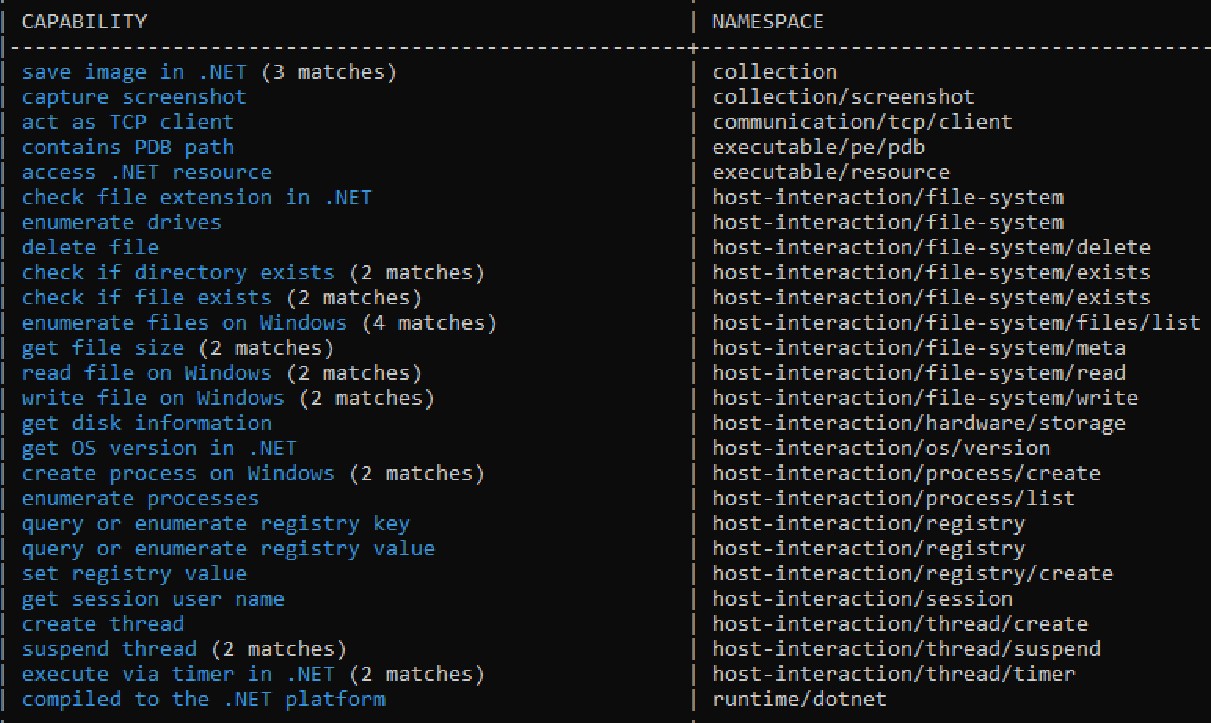 CAPABILITY | NAMESPACE
save image in .NET (3 matches) | collection
capture screenshot | collection/screenshot
act as TCP client | communication/tcp/client
contains PDB path | executable/pe/pdb
access .NET resource | executable/resource
check file extension in .NET | host-interaction/file-system
enumerate drives | host-interaction/file-system
delete file | host-interaction/file-system/delete
check if directory exists (2 matches) | host-interaction/file-system/exists
check if file exists (2 matches) | host-interaction/file-system/exists
enumerate files on Windows (4 matches) | host-interaction/file-system/files/list
get file size (2 matches) | host-interaction/file-system/meta
read file on Windows (2 matches) | host-interaction/file-system/read
write file on Windows (2 matches) | host-interaction/file-system/write
get disk information | host-interaction/hardware/storage
get OS version in .NET | host-interaction/os/version
create process on Windows (2 matches) | host-interaction/process/create
enumerate processes | host-interaction/process/list
query or enumerate registry key | host-interaction/registry
query or enumerate registry value | host-interaction/registry
set registry value | host-interaction/registry/create
get session user name | host-interaction/session
create thread | host-interaction/thread/create
suspend thread (2 matches) | host-interaction/thread/suspend
execute via timer in .NET (2 matches) | host-interaction/thread/timer
compiled to the .NET platform | runtime/dotnet